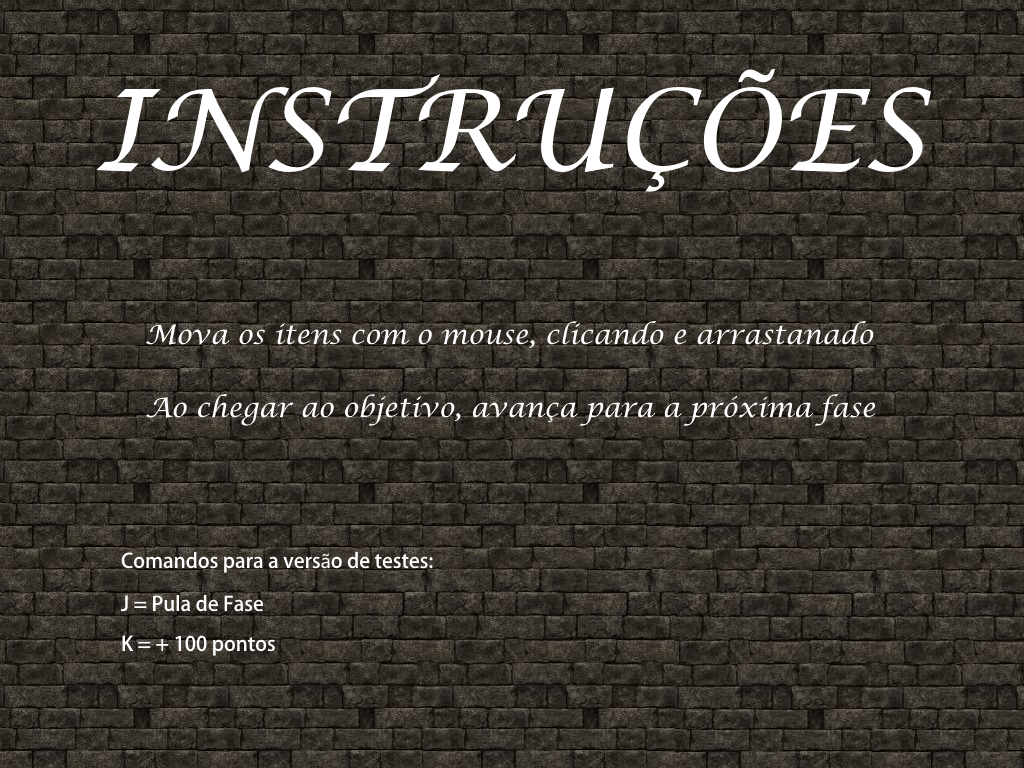 INSTRUÇÕES
Mova os itens com o mouse, clicando e arrastanado
Ao chegar ao objetivo, avança para a próxima fase
Comandos para a versão de testes:
J = Pula de Fase
K = + 100 pontos